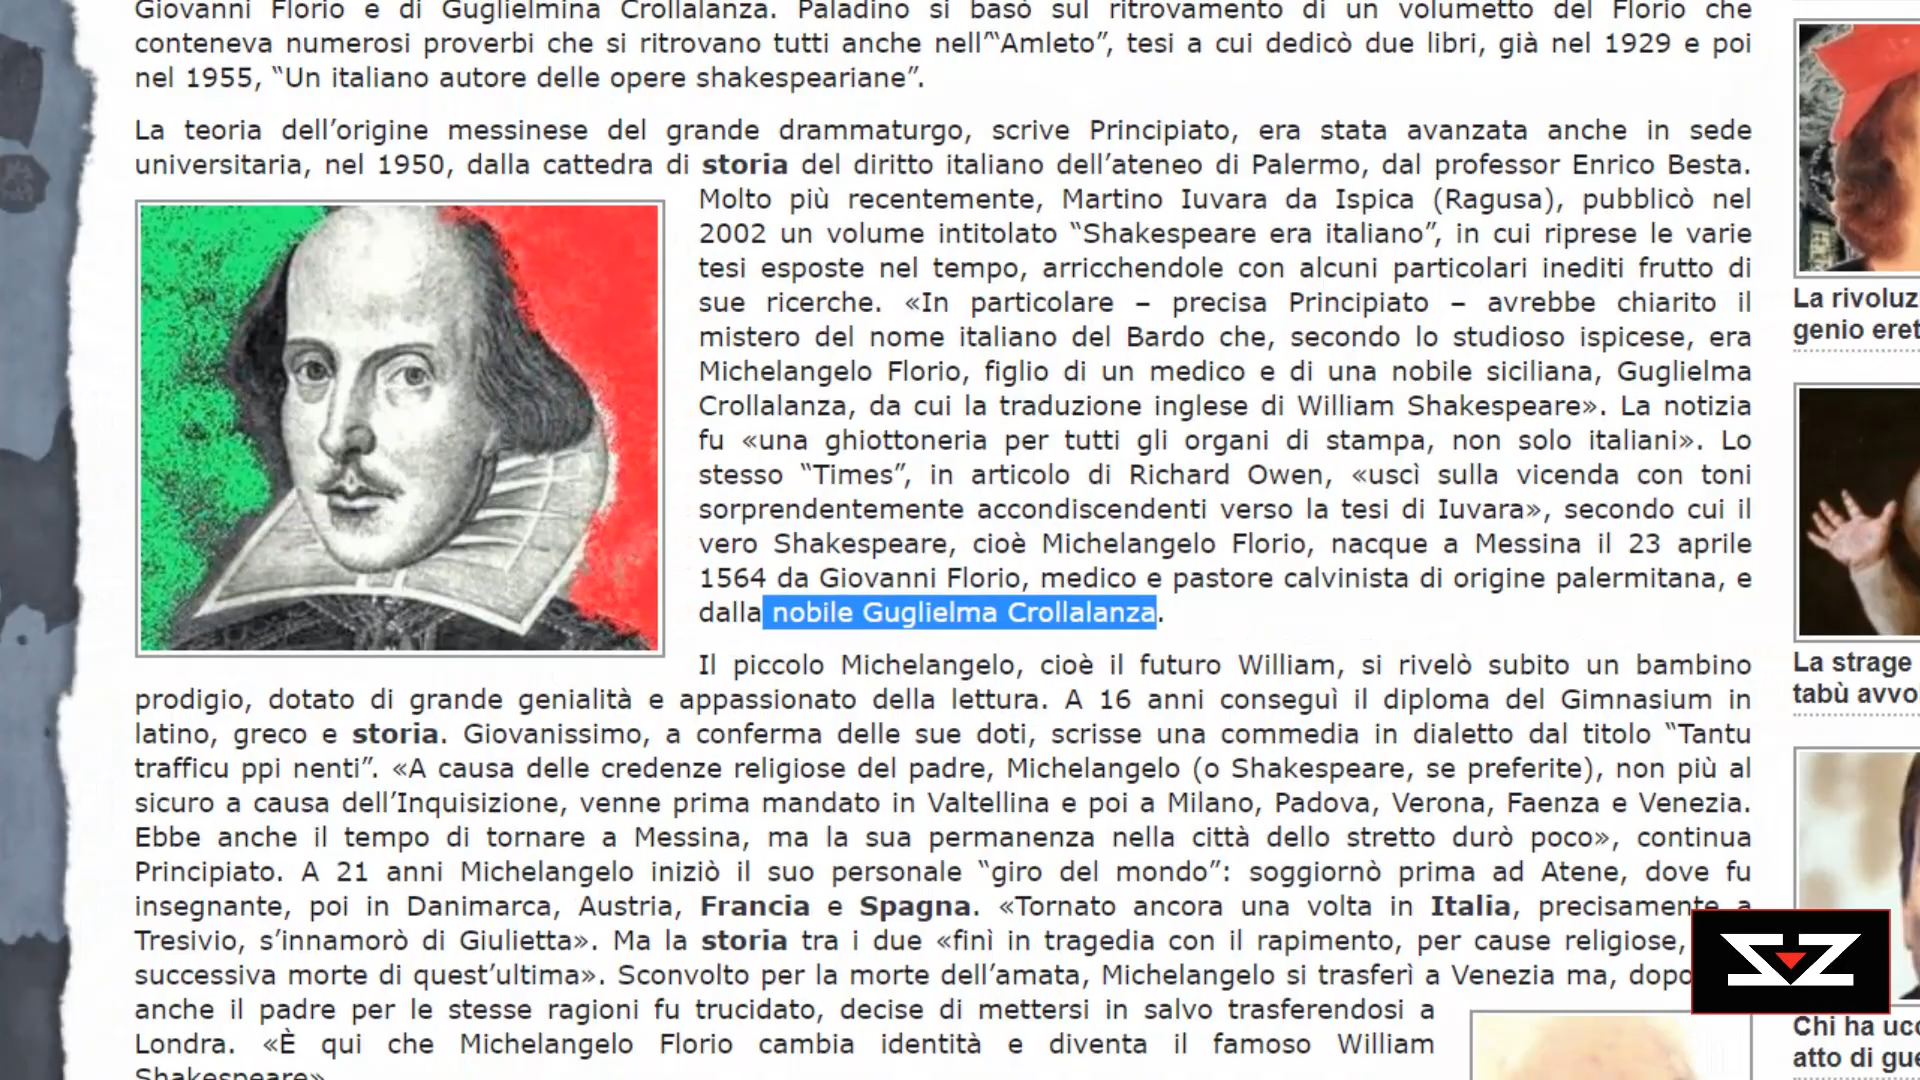 Giovanni Florio e di Guglielmina Crollalanza. Paladino si basò sul ritrovamento di un volumetto del Florio che
conteneva numerosi proverbi che si ritrovano tutti anche nell'“Amleto”, tesi a cui dedicò due libri, già nel 1929 e poi
nel 1955, “Un italiano autore delle opere shakespeariane”.
La teoria dell’origine messinese del grande drammaturgo, scrive Principiato, era stata avanzata anche in sede
universitaria, nel 1950, dalla cattedra di storia del diritto italiano dell’ateneo di Palermo, dal professor Enrico Besta.
Molto più recentemente, Martino Iuvara da Ispica (Ragusa), pubblicò nel
2002 un volume intitolato “Shakespeare era italiano”, in cui riprese le varie
tesi esposte nel tempo, arricchendole con alcuni particolari inediti frutto di
sue ricerche. «In particolare – precisa Principiato – avrebbe chiarito il
mistero del nome italiano del Bardo che, secondo lo studioso ispicese, era
Michelangelo Florio, figlio di un medico e di una nobile siciliana, Guglielma
Crollalanza, da cui la traduzione inglese di William Shakespeare». La notizia
fu «una ghiottoneria per tutti gli organi di stampa, non solo italiani». Lo
stesso “Times”, in articolo di Richard Owen, «uscì sulla vicenda con toni
sorprendentemente accondiscendenti verso la tesi di Iuvara», secondo cui il
vero Shakespeare, cioè Michelangelo Florio, nacque a Messina il 23 aprile
1564 da Giovanni Florio, medico e pastore calvinista di origine palermitana, e
dalla nobile Guglielma Crollalanza.
Il piccolo Michelangelo, cioè il futuro William, si rivelò subito un bambino
prodigio, dotato di grande genialità e appassionato della lettura. A 16 anni conseguì il diploma del Gimnasium in
latino, greco e storia. Giovanissimo, a conferma delle sue doti, scrisse una commedia in dialetto dal titolo “Tantu
trafficu ppi nenti”. «A causa delle credenze religiose del padre, Michelangelo (o Shakespeare, se preferite), non più al
sicuro a causa dell’Inquisizione, venne prima mandato in Valtellina e poi a Milano, Padova, Verona, Faenza e Venezia.
Ebbe anche il tempo di tornare a Messina, ma la sua permanenza nella città dello stretto durò poco», continua
Principiato. A 21 anni Michelangelo iniziò il suo personale “giro del mondo”: soggiornò prima ad Atene, dove fu
insegnante, poi in Danimarca, Austria, Francia e Spagna. «Tornato ancora una volta in Italia, precisamente a
Tresivio, s’innamorò di Giulietta». Ma la storia tra i due «finì in tragedia con il rapimento, per cause religiose,
successiva morte di quest’ultima». Sconvolto per la morte dell’amata, Michelangelo si trasferì a Venezia ma, dopo
anche il padre per le stesse ragioni fu trucidato, decise di mettersi in salvo trasferendosi a
Londra. «È qui che Michelangelo Florio cambia identità e diventa il famoso William
Shakespeare»
La rivoluz
genio eret
La strage
tabù avvo
Chi ha ucc
atto di gue